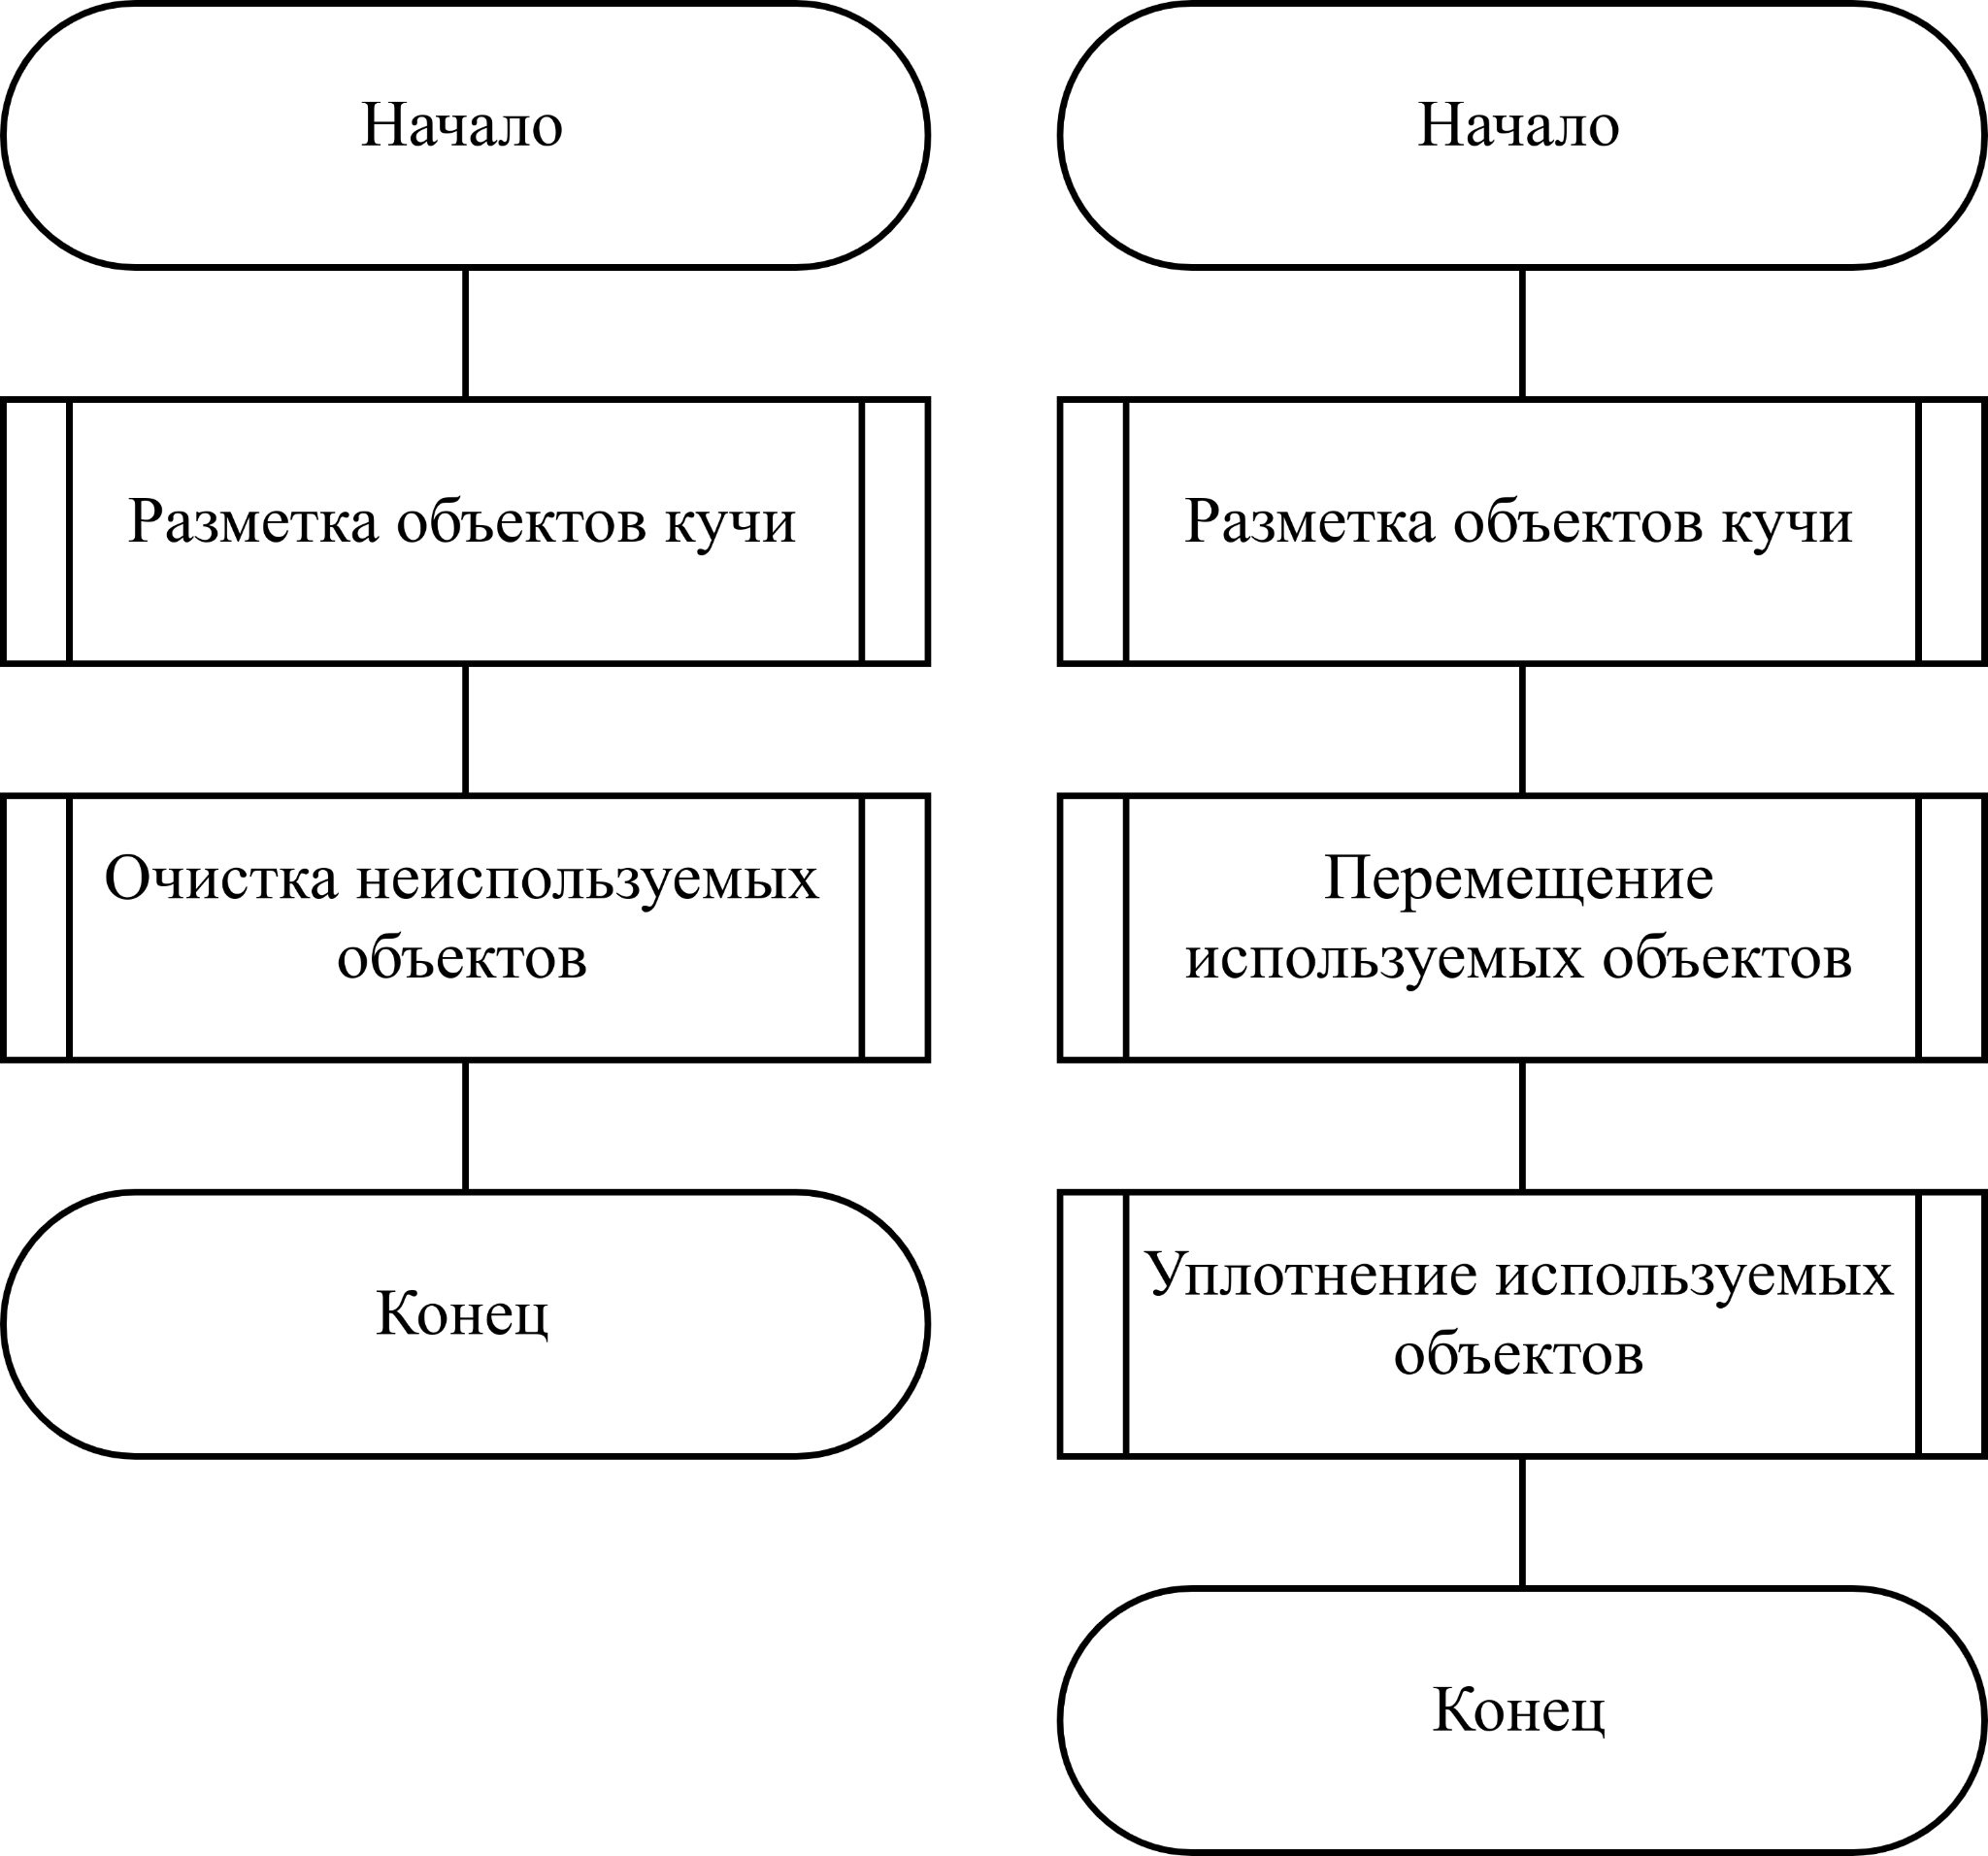 Начало
Разметка объектов кучи
Очистка неиспользуемых
объектов
Конец
Начало
Разметка объектов кучи
Перемещение
используемых объектов
Уплотнение используемых
объектов
Конец